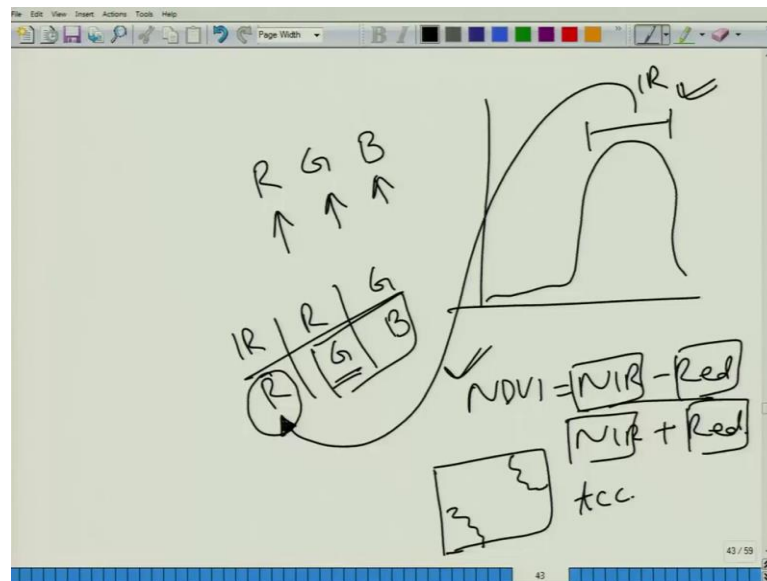 File Edit View Insert Actions Tools Help
Page Width
B I
IR
R G B
IR R G
R G B
NDVI = NIR - Red
NIR + Red
tcc.
43 / 59
43